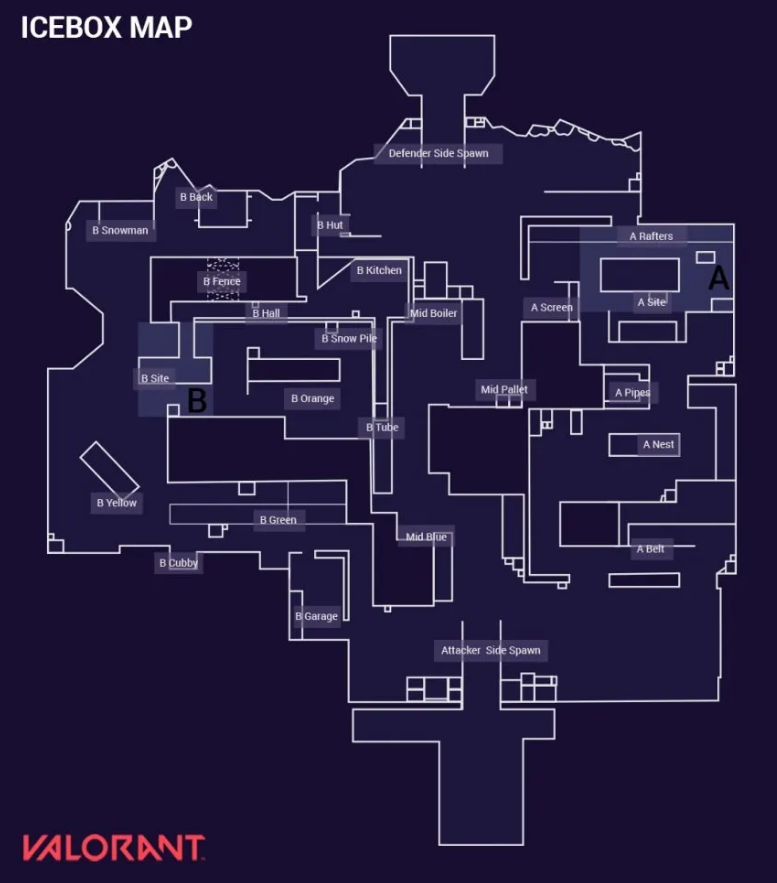 ICEBOX MAP
Defender Side Spawn
B Back
B Snowman
B Hut
A Rafters
B Kitchen
B Fence
A
A Site
A Screen
B Hall
Mid Boiler
B Snow Pile
B Site
Mid Pallet
A Pipes
B
B Orange
B Tube
A Nest
B Yellow
B Green
Mid Blue
A Belt
B Cubby
B Garage
Attacker Side Spawn
VALORANT